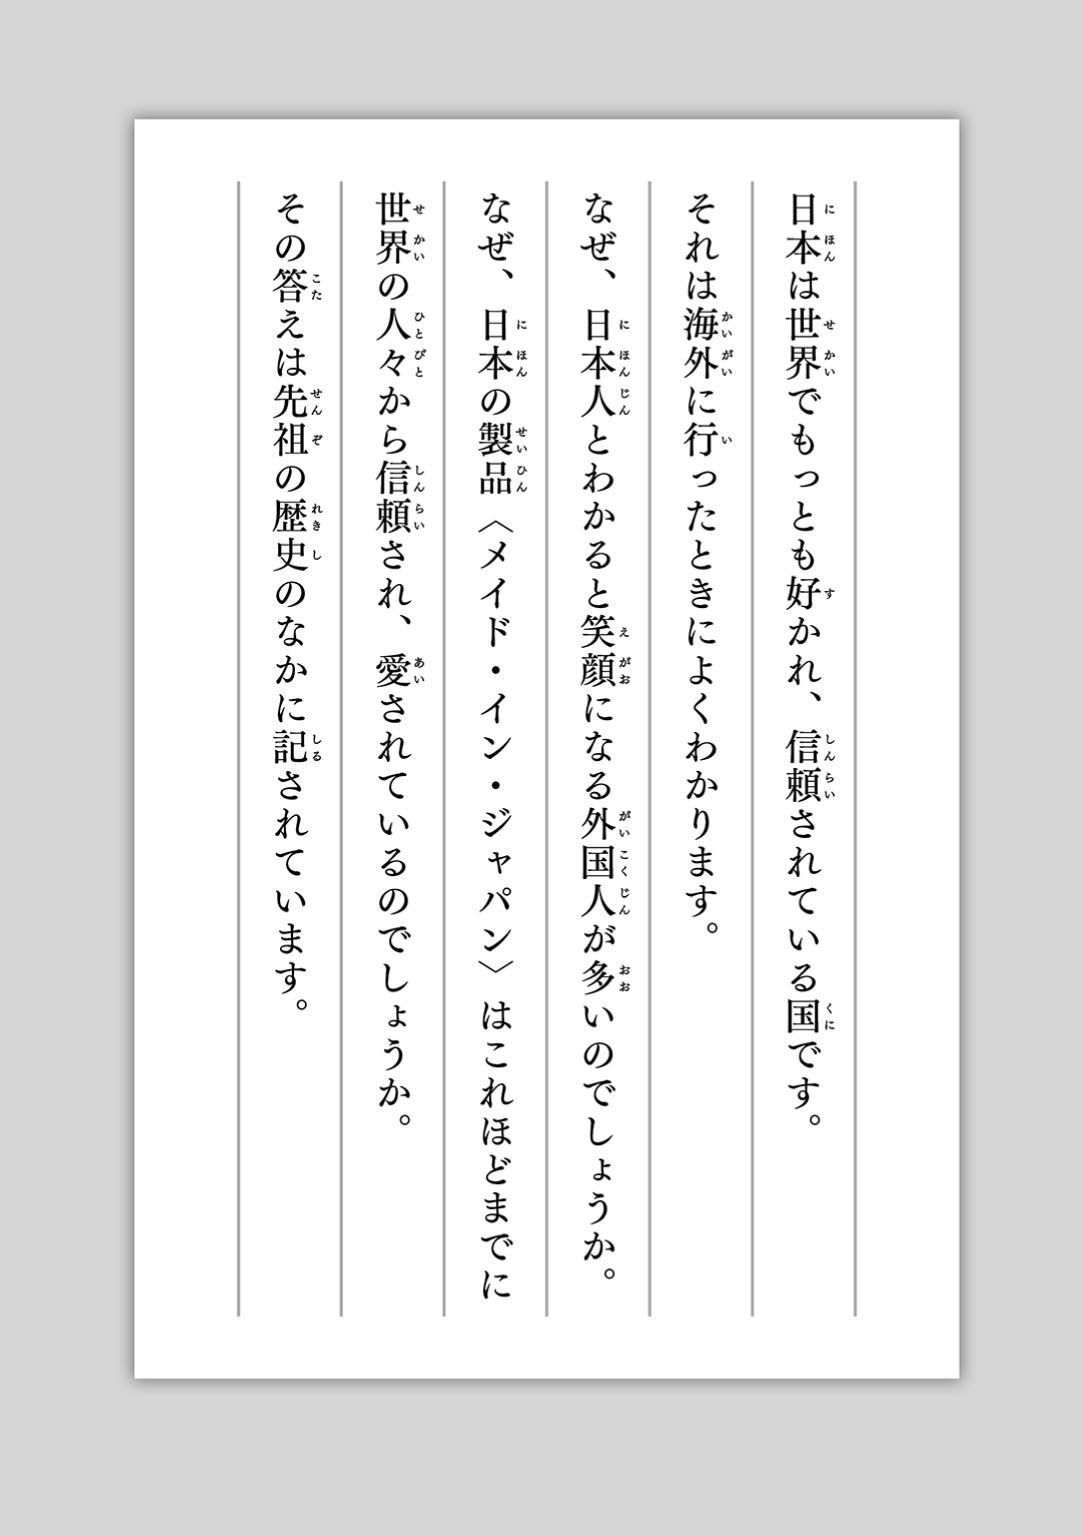 日本は世界でもっとも好かれ、信頼されている国です。
それは海外に行ったときによくわかります。
なぜ、日本人とわかると笑顔になる外国人が多いのでしょうか。
なぜ、日本の製品〈メイド・イン・ジャパン〉はこれほどまでに
世界の人々から信頼され、愛されているのでしょうか。
その答えは先祖の歴史のなかに記されています。